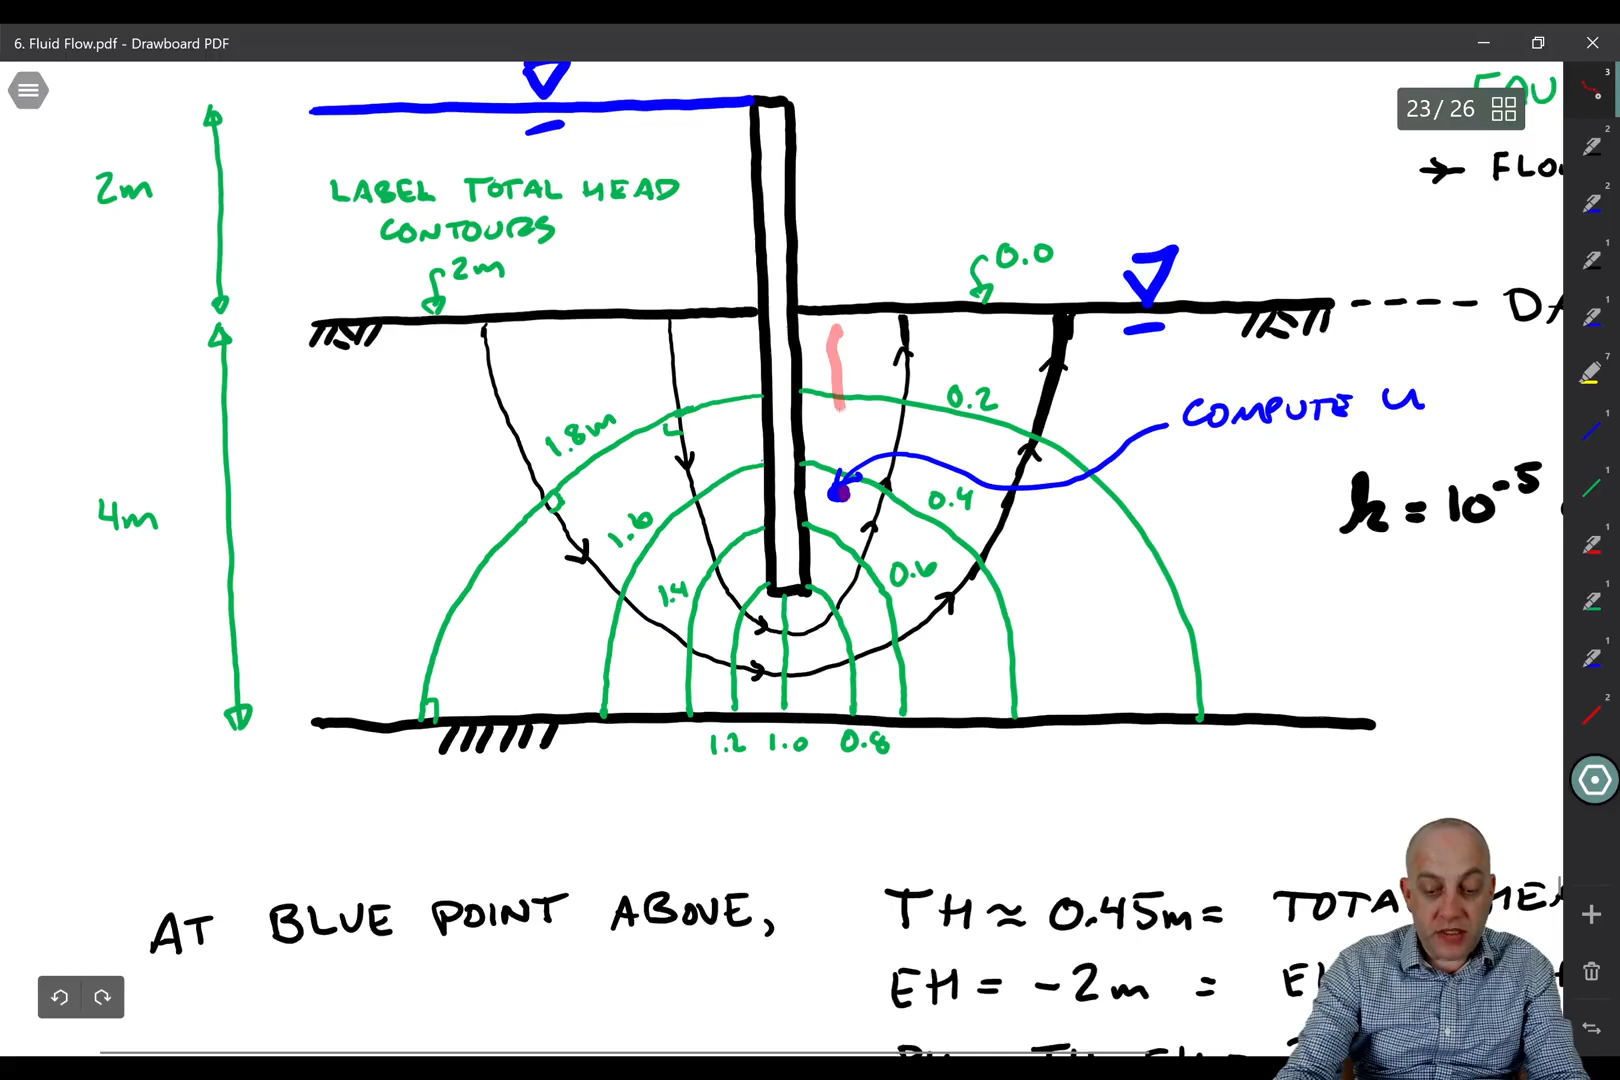 6. Fluid Flow.pdf - Drawboard PDF
23 / 26
2m
LABEL TOTAL HEAD
CONTOURS
2m
0.0
FLO
DA
0.2
1.8m
COMPUTE u
4m
1.6
0.4
k = 10⁻⁵
1.4
0.6
1.2 1.0 0.8
AT BLUE POINT ABOVE,
TH ≈ 0.45m = TOTA HEA
EH = -2m = E